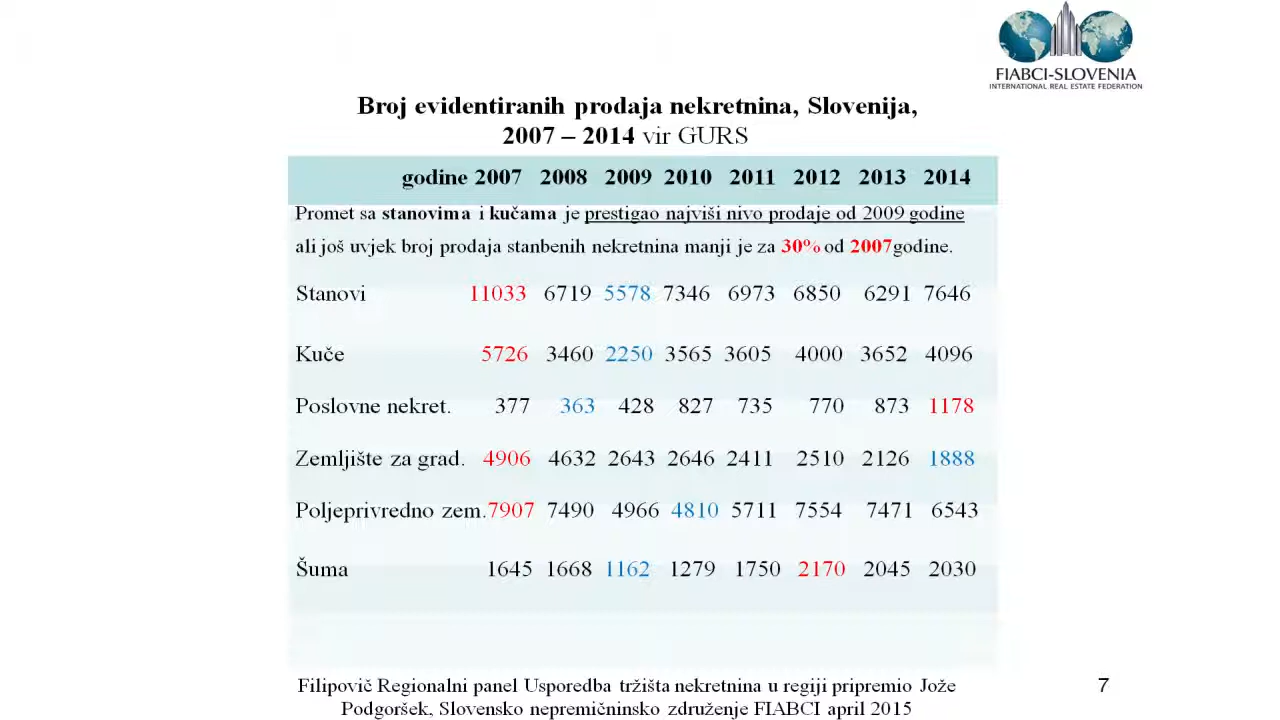 FIABCI-SLOVENIA
INTERNATIONAL REAL ESTATE FEDERATION
Broj evidentiranih prodaja nekretnina, Slovenija,
2007 – 2014 vir GURS
godine 2007 2008 2009 2010 2011 2012 2013 2014
Promet sa stanovima i kučama je prestigao najviši nivo prodaje od 2009 godine
ali još uvjek broj prodaja stanbenih nekretnina manji je za 30% od 2007godine.
Stanovi 11033 6719 5578 7346 6973 6850 6291 7646
Kuče 5726 3460 2250 3565 3605 4000 3652 4096
Poslovne nekret. 377 363 428 827 735 770 873 1178
Zemljište za grad. 4906 4632 2643 2646 2411 2510 2126 1888
Poljeprivredno zem.7907 7490 4966 4810 5711 7554 7471 6543
Šuma 1645 1668 1162 1279 1750 2170 2045 2030
Filipovič Regionalni panel Usporedba tržišta nekretnina u regiji pripremio Jože
Podgoršek, Slovensko nepremičninsko združenje FIABCI april 2015
7